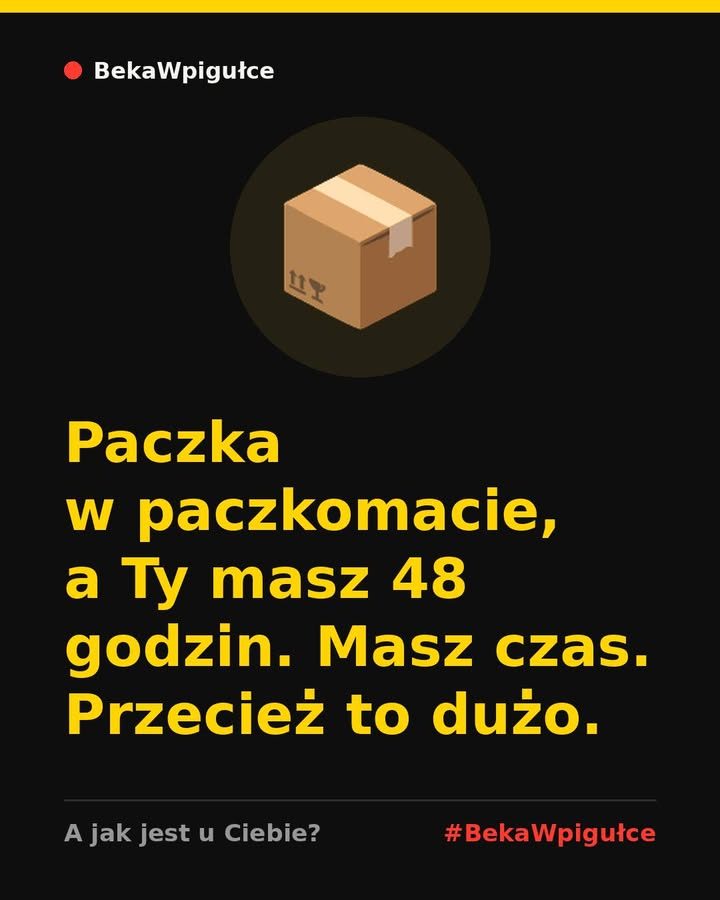 BekaWpigułce
Paczka
w paczkomacie,
a Ty masz 48
godzin. Masz czas.
Przecież to dużo.
A jak jest u Ciebie?
#BekaWpigułce